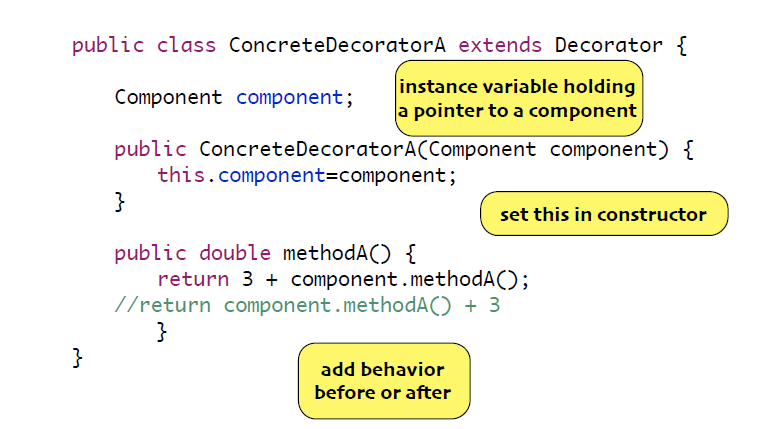 public class ConcreteDecoratorA extends Decorator {
Component component;
instance variable holding
a pointer to a component
public ConcreteDecoratorA(Component component) {
this.component=component;
}
set this in constructor
public double methodA() {
return 3 + component.methodA();
//return component.methodA() + 3
}
}
add behavior
before or after